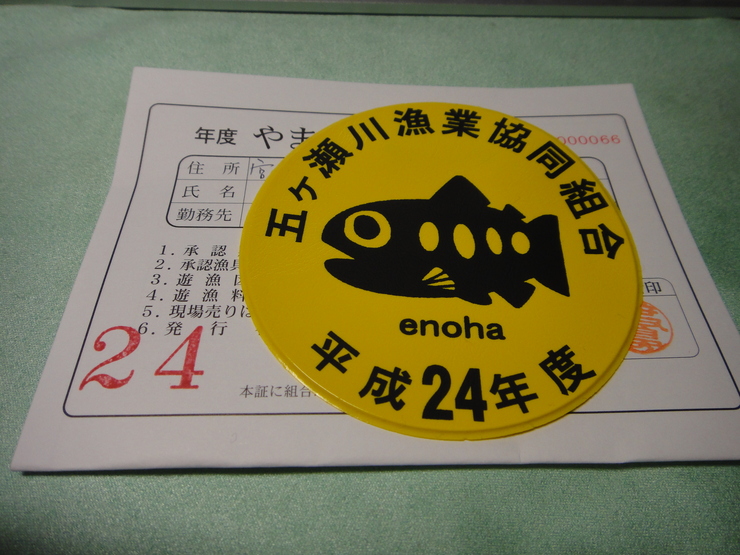 五ヶ瀬川漁業協同組合
enoha
平成24年度
年度 やま
000066
住 所
氏 名
勤務先
1. 承 認
2. 承認漁具
3. 遊 漁 区
4. 遊 漁 料
5. 現場売りは
6. 発 行
印
24
本証に組合